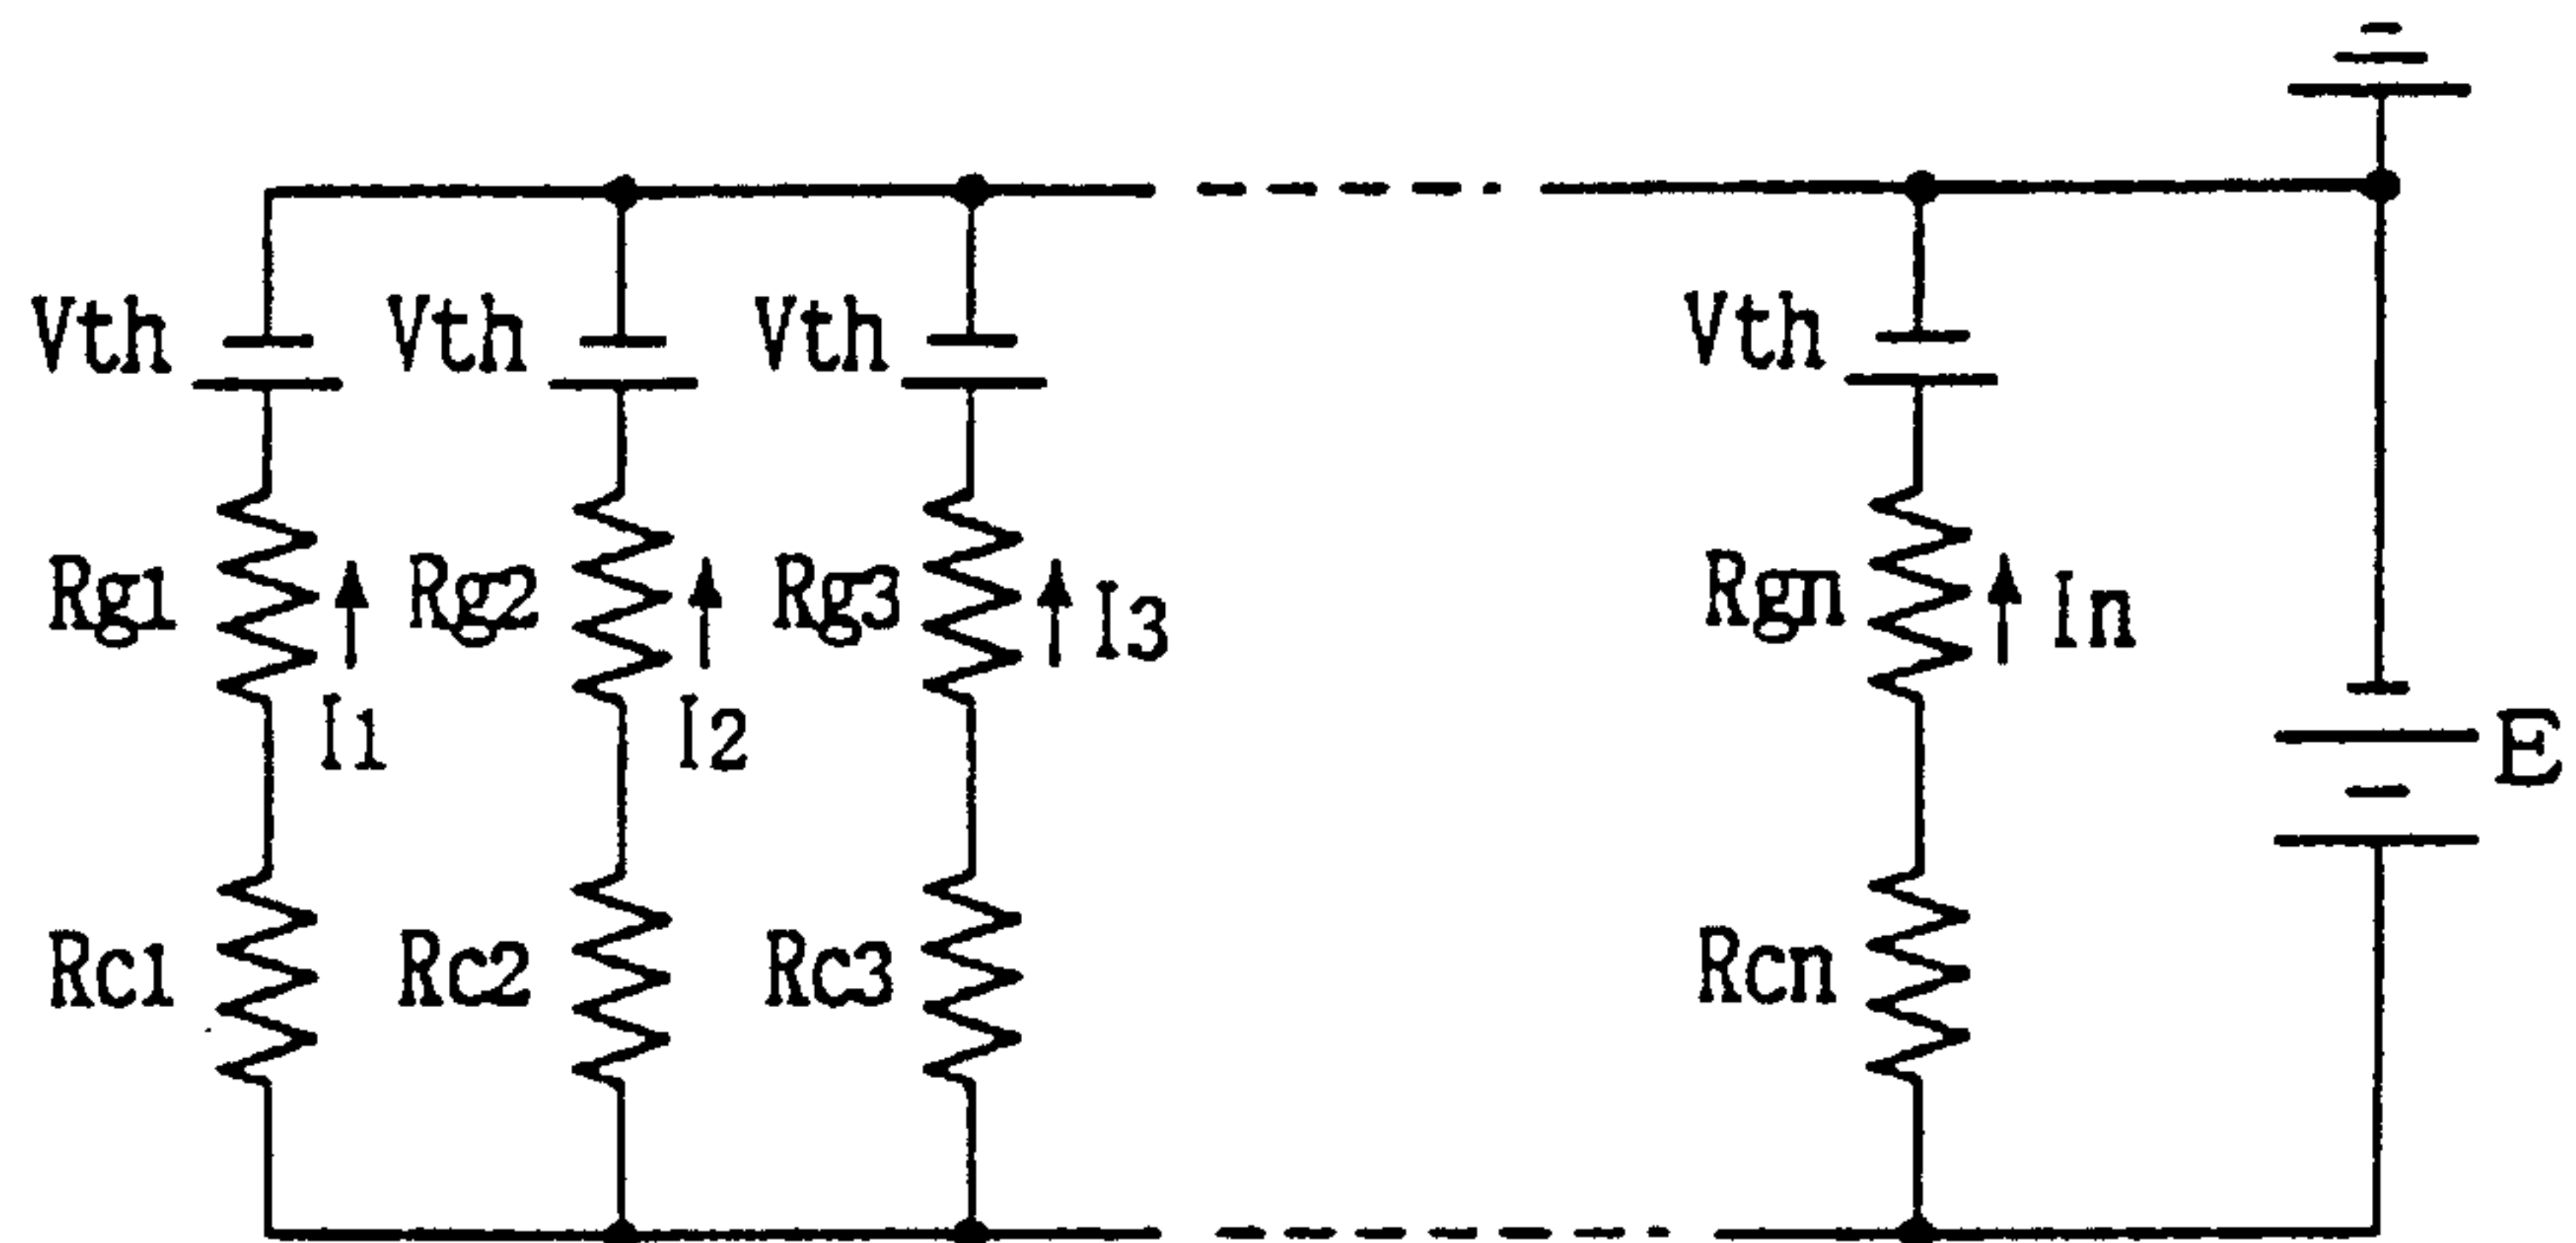 Vth Vth Vth Vth
Rg1 Rg2 Rg3 I3 Rgn In
I1 I2 E
Rc1 Rc2 Rc3 Rcn